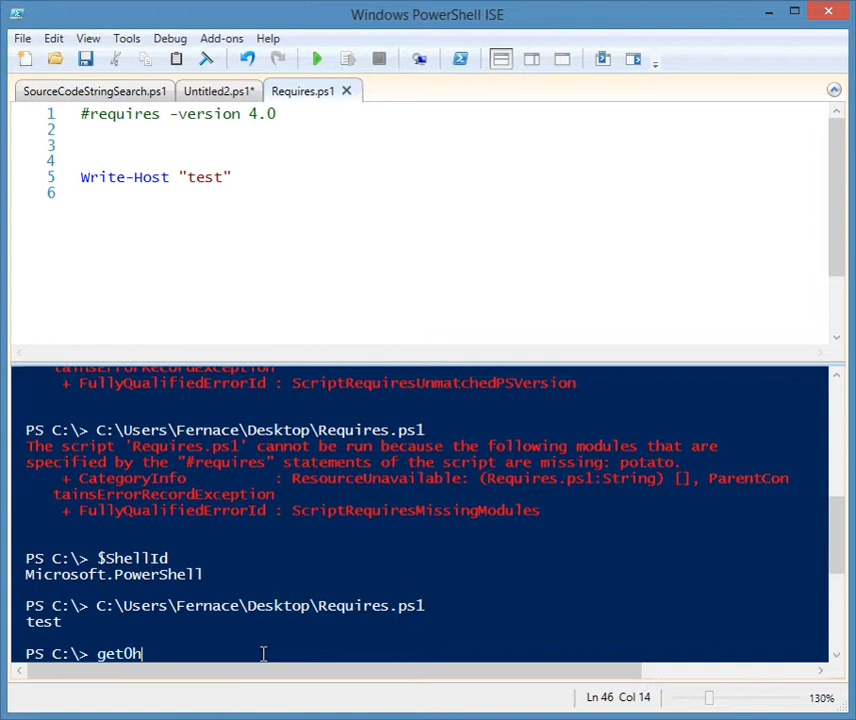 Windows PowerShell ISE
File Edit View Tools Debug Add-ons Help
SourceCodeStringSearch.ps1 Untitled2.ps1* Requires.ps1
1 #requires -version 4.0
2
3
4
5 Write-Host "test"
6
tainsErrorRecordException
+ FullyQualifiedErrorId : ScriptRequiresUnmatchedPSVersion
PS C:\> C:\Users\Fernace\Desktop\Requires.ps1
The script 'Requires.ps1' cannot be run because the following modules that are
specified by the "#requires" statements of the script are missing: potato.
+ CategoryInfo : ResourceUnavailable: (Requires.ps1:String) [], ParentCon
tainsErrorRecordException
+ FullyQualifiedErrorId : ScriptRequiresMissingModules
PS C:\> $ShellId
Microsoft.PowerShell
PS C:\> C:\Users\Fernace\Desktop\Requires.ps1
test
PS C:\> get0h
Ln 46 Col 14 130%